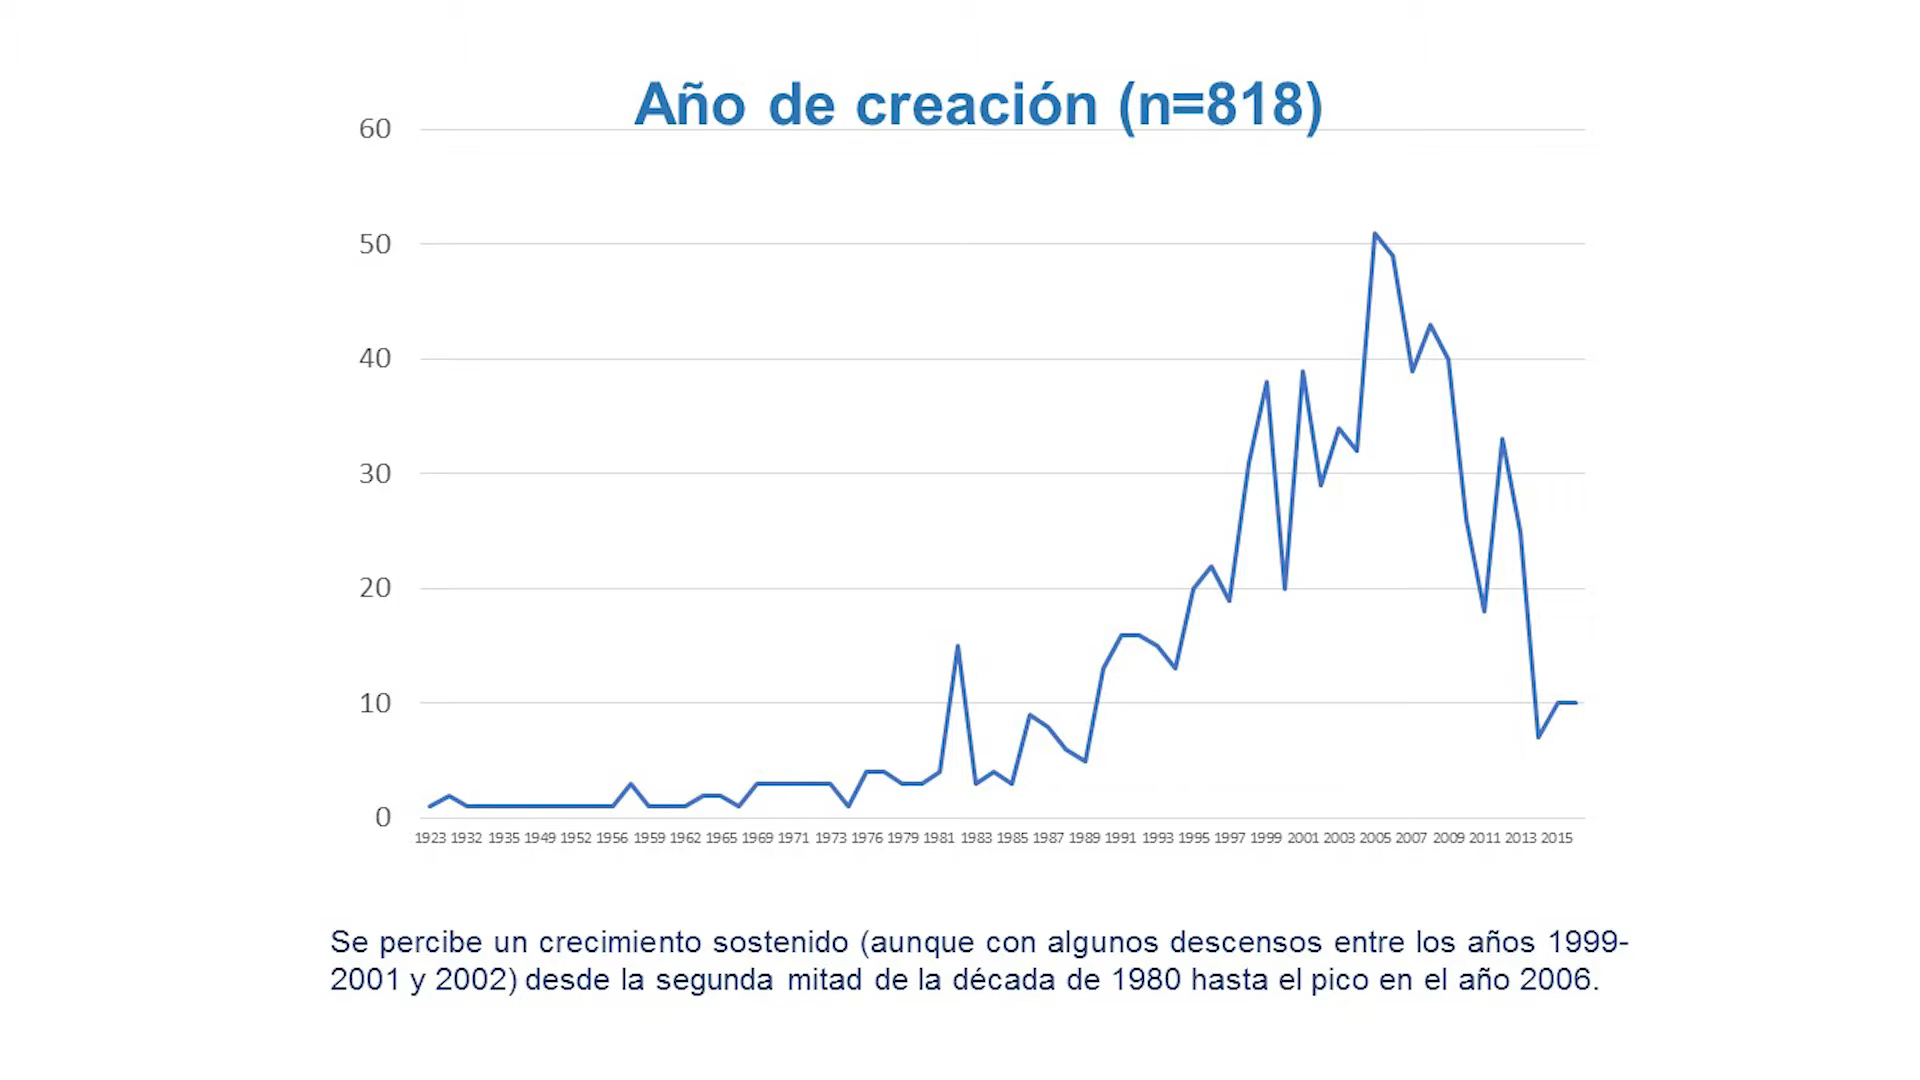 Año de creación (n=818)
60
50
40
30
20
10
0
1923 1932 1935 1949 1952 1956 1959 1962 1965 1969 1971 1973 1976 1979 1981 1983 1985 1987 1989 1991 1993 1995 1997 1999 2001 2003 2005 2007 2009 2011 2013 2015
Se percibe un crecimiento sostenido (aunque con algunos descensos entre los años 1999-
2001 y 2002) desde la segunda mitad de la década de 1980 hasta el pico en el año 2006.